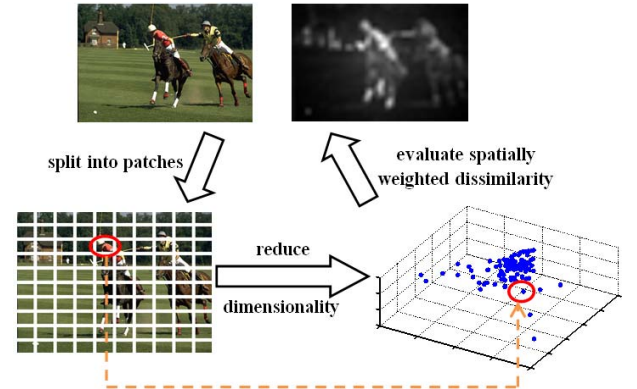 split into patches
evaluate spatially
weighted dissimilarity
reduce
dimensionality